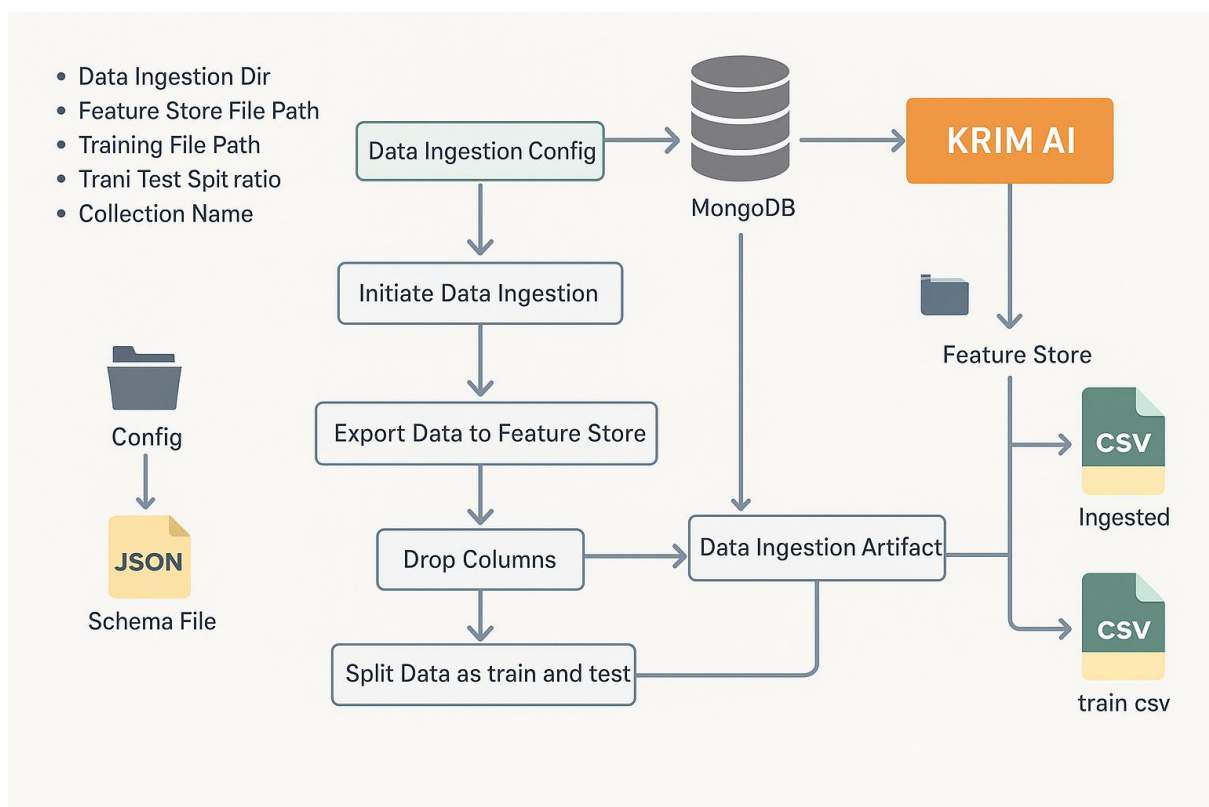 Data Ingestion Dir
Feature Store File Path
Training File Path
Trani Test Spit ratio
Collection Name
Data Ingestion Config
MongoDB
KRIM AI
Initiate Data Ingestion
Feature Store
Config
Export Data to Feature Store
CSV
Ingested
JSON
Schema File
Drop Columns
Data Ingestion Artifact
Split Data as train and test
CSV
train csv